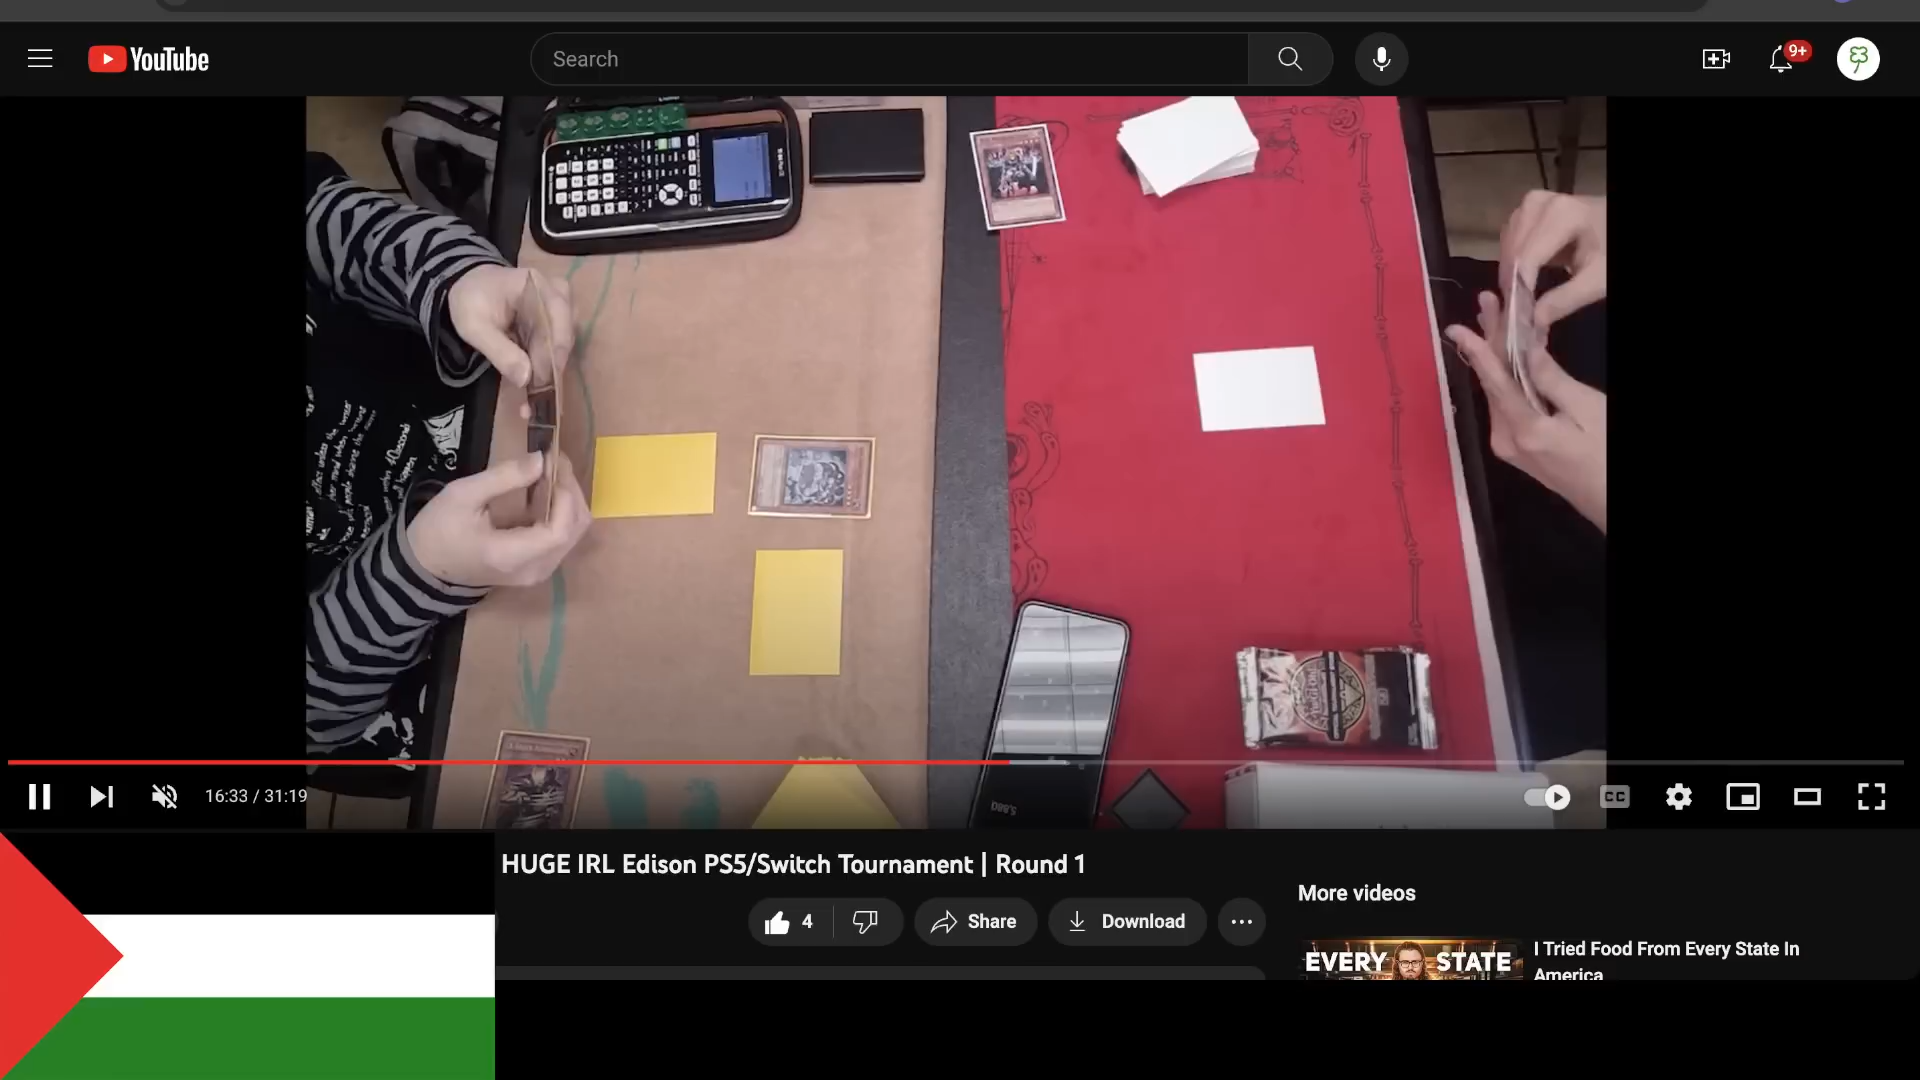 YouTube
Search
9+
16:33 / 31:19
CC
HUGE IRL Edison PS5/Switch Tournament | Round 1
4
Share
Download
More videos
EVERY STATE
I Tried Food From Every State In
America